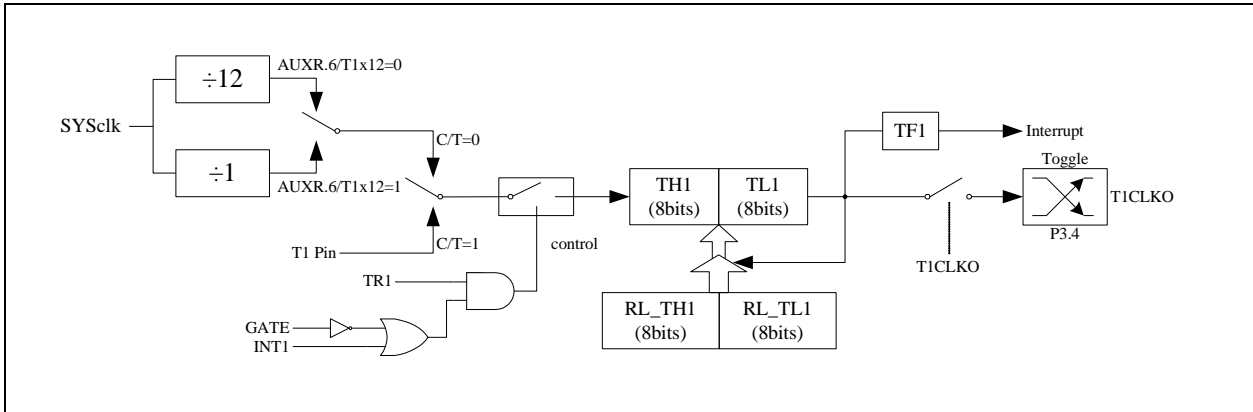 ÷12
AUXR.6/T1x12=0
SYSclk
÷1
AUXR.6/T1x12=1
C/T=0
C/T=1
T1 Pin
control
TR1
GATE
INT1
TH1
(8bits)
TL1
(8bits)
RL_TH1
(8bits)
RL_TL1
(8bits)
TF1
Interrupt
Toggle
T1CLKO
P3.4
T1CLKO